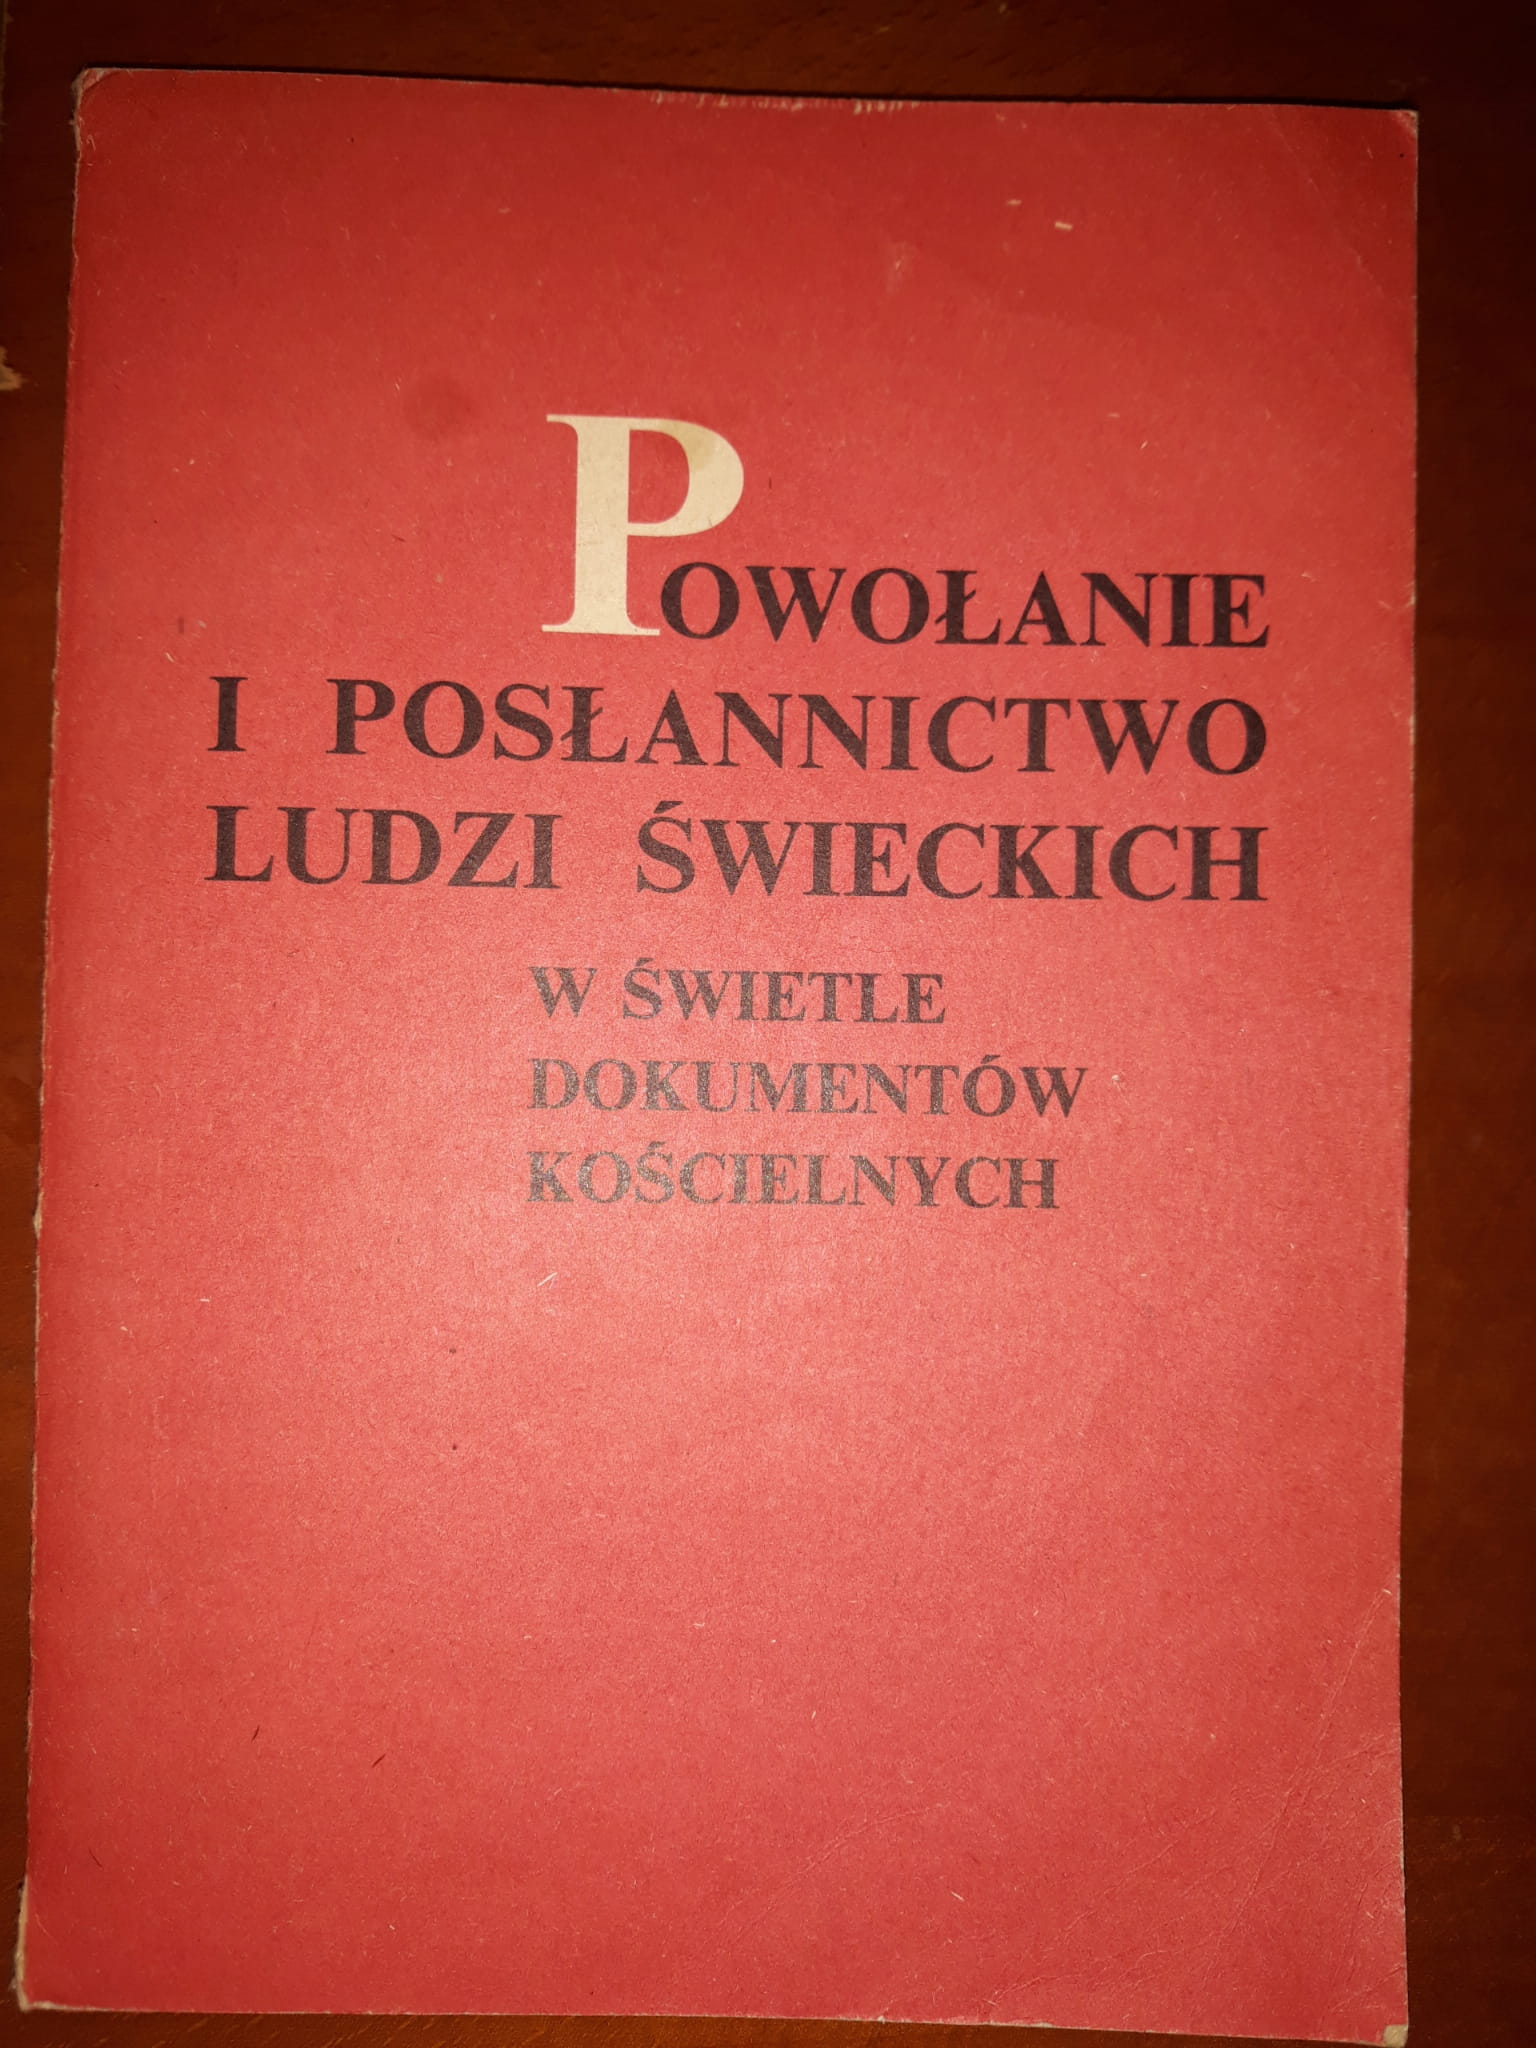 POWOŁANIE
I POSŁANNICTWO
LUDZI ŚWIECKICH
W ŚWIETLE
DOKUMENTÓW
KOŚCIELNYCH